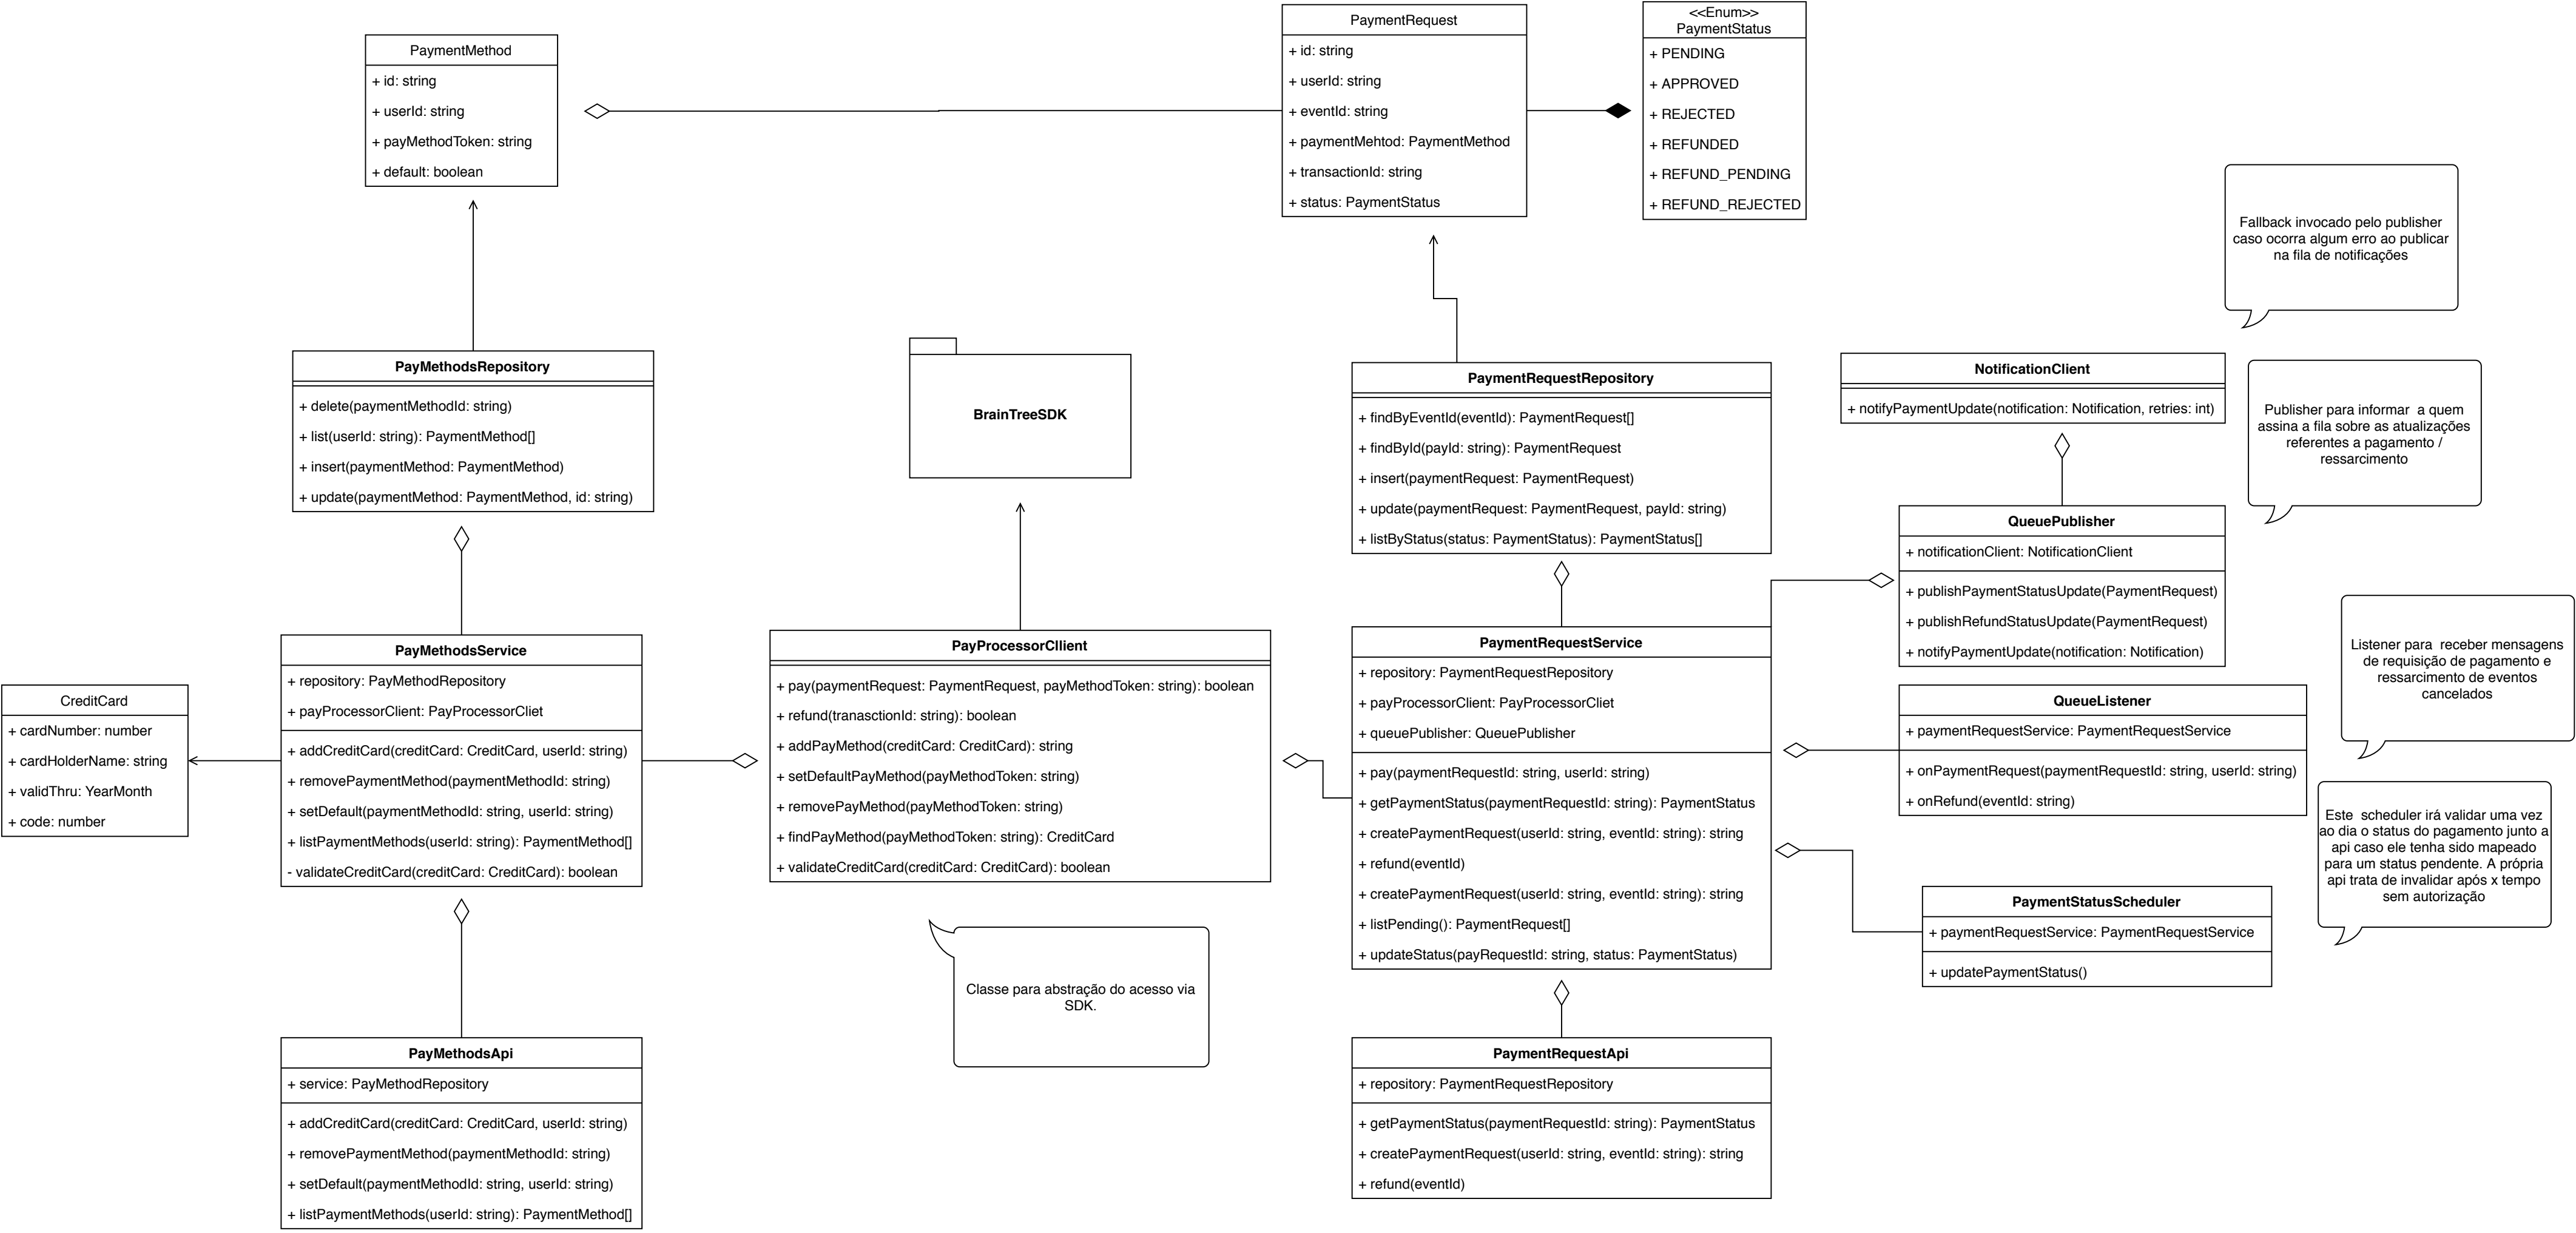 PaymentMethod
+ id: string
+ userId: string
+ payMethodToken: string
+ default: boolean
PaymentRequest
+ id: string
+ userId: string
+ eventId: string
+ paymentMehtod: PaymentMethod
+ transactionId: string
+ status: PaymentStatus
<<Enum>>
PaymentStatus
+ PENDING
+ APPROVED
+ REJECTED
+ REFUNDED
+ REFUND_PENDING
+ REFUND_REJECTED
Fallback invocado pelo publisher
caso ocorra algum erro ao publicar
na fila de notificações
PayMethodsRepository
+ delete(paymentMethodId: string)
+ list(userId: string): PaymentMethod[]
+ insert(paymentMethod: PaymentMethod)
+ update(paymentMethod: PaymentMethod, id: string)
BrainTreeSDK
PaymentRequestRepository
+ findByEventId(eventId): PaymentRequest[]
+ findById(payId: string): PaymentRequest
+ insert(paymentRequest: PaymentRequest)
+ update(paymentRequest: PaymentRequest, payId: string)
+ listByStatus(status: PaymentStatus): PaymentStatus[]
NotificationClient
+ notifyPaymentUpdate(notification: Notification, retries: int)
Publisher para informar  a quem
assina a fila sobre as atualizações
referentes a pagamento /
ressarcimento
QueuePublisher
+ notificationClient: NotificationClient
+ publishPaymentStatusUpdate(PaymentRequest)
+ publishRefundStatusUpdate(PaymentRequest)
+ notifyPaymentUpdate(notification: Notification)
CreditCard
+ cardNumber: number
+ cardHolderName: string
+ validThru: YearMonth
+ code: number
PayMethodsService
+ repository: PayMethodRepository
+ payProcessorClient: PayProcessorCliet
+ addCreditCard(creditCard: CreditCard, userId: string)
+ removePaymentMethod(paymentMethodId: string)
+ setDefault(paymentMethodId: string, userId: string)
+ listPaymentMethods(userId: string): PaymentMethod[]
- validateCreditCard(creditCard: CreditCard): boolean
PayProcessorCllient
+ pay(paymentRequest: PaymentRequest, payMethodToken: string): boolean
+ refund(tranasctionId: string): boolean
+ addPayMethod(creditCard: CreditCard): string
+ setDefaultPayMethod(payMethodToken: string)
+ removePayMethod(payMethodToken: string)
+ findPayMethod(payMethodToken: string): CreditCard
+ validateCreditCard(creditCard: CreditCard): boolean
PaymentRequestService
+ repository: PaymentRequestRepository
+ payProcessorClient: PayProcessorCliet
+ queuePublisher: QueuePublisher
+ pay(paymentRequestId: string, userId: string)
+ getPaymentStatus(paymentRequestId: string): PaymentStatus
+ createPaymentRequest(userId: string, eventId: string): string
+ refund(eventId)
+ createPaymentRequest(userId: string, eventId: string): string
+ listPending(): PaymentRequest[]
+ updateStatus(payRequestId: string, status: PaymentStatus)
Listener para  receber mensagens
de requisição de pagamento e
ressarcimento de eventos
cancelados
QueueListener
+ paymentRequestService: PaymentRequestService
+ onPaymentRequest(paymentRequestId: string, userId: string)
+ onRefund(eventId: string)
Este  scheduler irá validar uma vez
ao dia o status do pagamento junto a
api caso ele tenha sido mapeado
para um status pendente. A própria
api trata de invalidar após x tempo
sem autorização
PaymentStatusScheduler
+ paymentRequestService: PaymentRequestService
+ updatePaymentStatus()
Classe para abstração do acesso via
SDK.
PayMethodsApi
+ service: PayMethodRepository
+ addCreditCard(creditCard: CreditCard, userId: string)
+ removePaymentMethod(paymentMethodId: string)
+ setDefault(paymentMethodId: string, userId: string)
+ listPaymentMethods(userId: string): PaymentMethod[]
PaymentRequestApi
+ repository: PaymentRequestRepository
+ getPaymentStatus(paymentRequestId: string): PaymentStatus
+ createPaymentRequest(userId: string, eventId: string): string
+ refund(eventId)